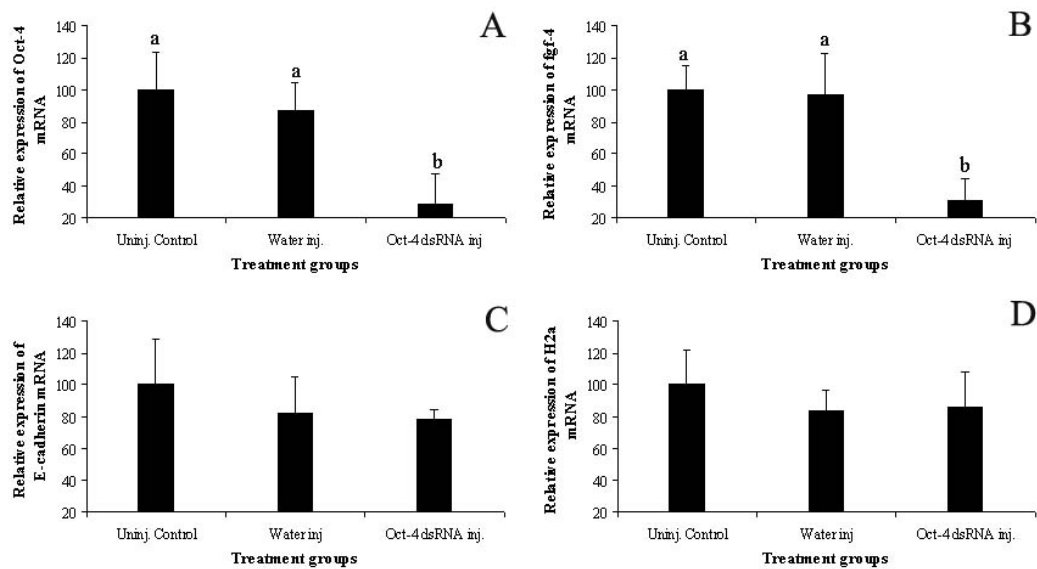 A
Relative expression of Oct-4
mRNA
140
120
100
80
60
40
20
a
a
b
Uninj. Control
Water inj.
Oct-4 dsRNA inj
Treatment groups
B
Relative expression of fgf-4
mRNA
140
120
100
80
60
40
20
a
a
b
Uninj. Control
Water inj.
Oct-4 dsRNA inj
Treatment groups
C
Relative expression of
E-cadherin mRNA
140
120
100
80
60
40
20
Uninj. Control
Water inj
Oct-4 dsRNA inj.
Treatment groups
D
Relative expression of H2a
mRNA
140
120
100
80
60
40
20
Uninj. Control
Water inj
Oct-4 dsRNA inj.
Treatment groups